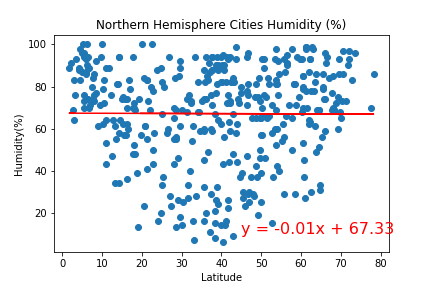 Northern Hemisphere Cities Humidity (%)
100
80
60
40
20
Humidity(%)
y = -0.01x + 67.33
0 10 20 30 40 50 60 70 80
Latitude